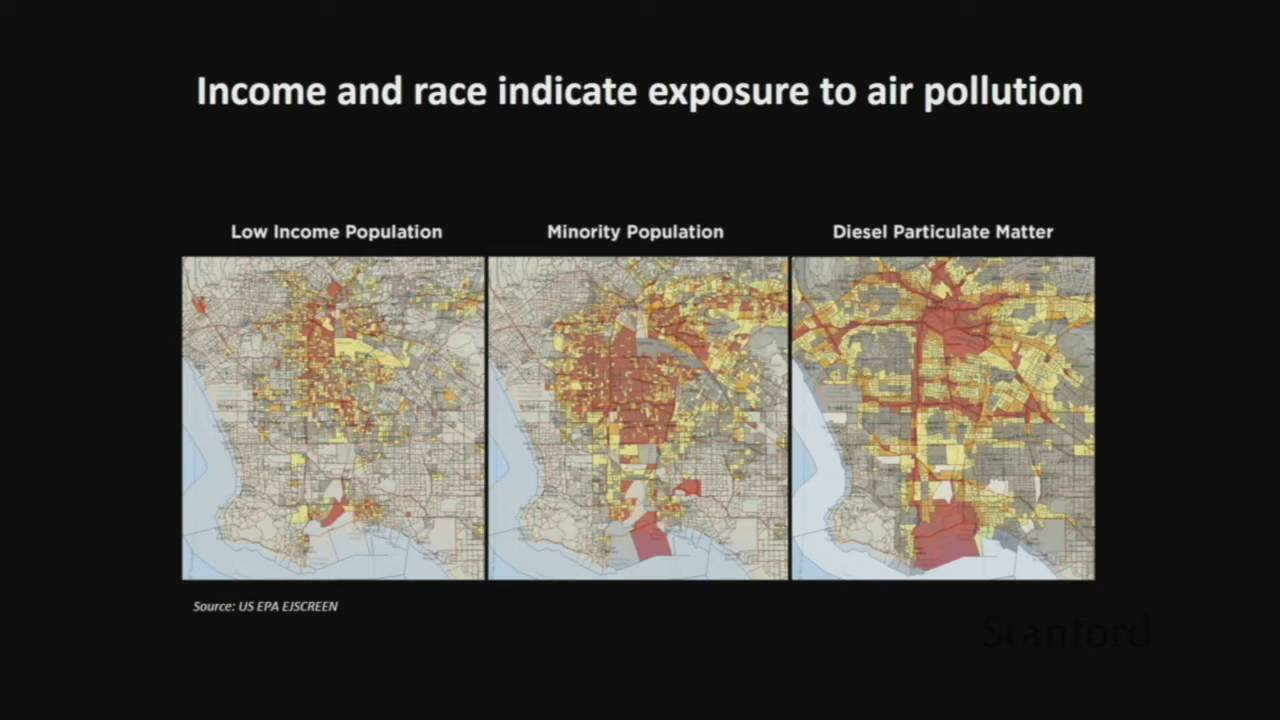 Income and race indicate exposure to air pollution
Low Income Population
Minority Population
Diesel Particulate Matter
Source: US EPA EJSCREEN
Stanford